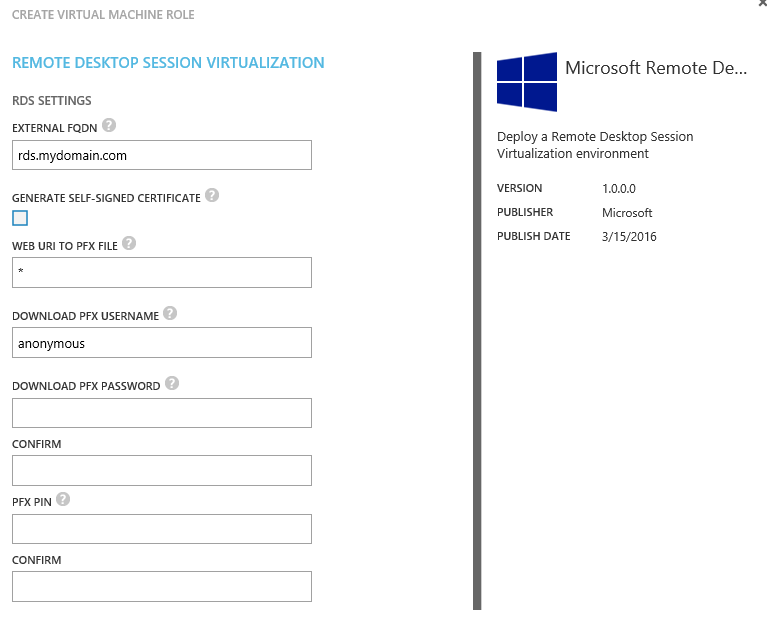 CREATE VIRTUAL MACHINE ROLE
REMOTE DESKTOP SESSION VIRTUALIZATION
RDS SETTINGS
EXTERNAL FQDN ?
rds.mydomain.com
GENERATE SELF-SIGNED CERTIFICATE ?
WEB URI TO PFX FILE ?
*
DOWNLOAD PFX USERNAME ?
anonymous
DOWNLOAD PFX PASSWORD ?
CONFIRM
PFX PIN ?
CONFIRM
Microsoft Remote De...
Deploy a Remote Desktop Session
Virtualization environment
VERSION 1.0.0.0
PUBLISHER Microsoft
PUBLISH DATE 3/15/2016